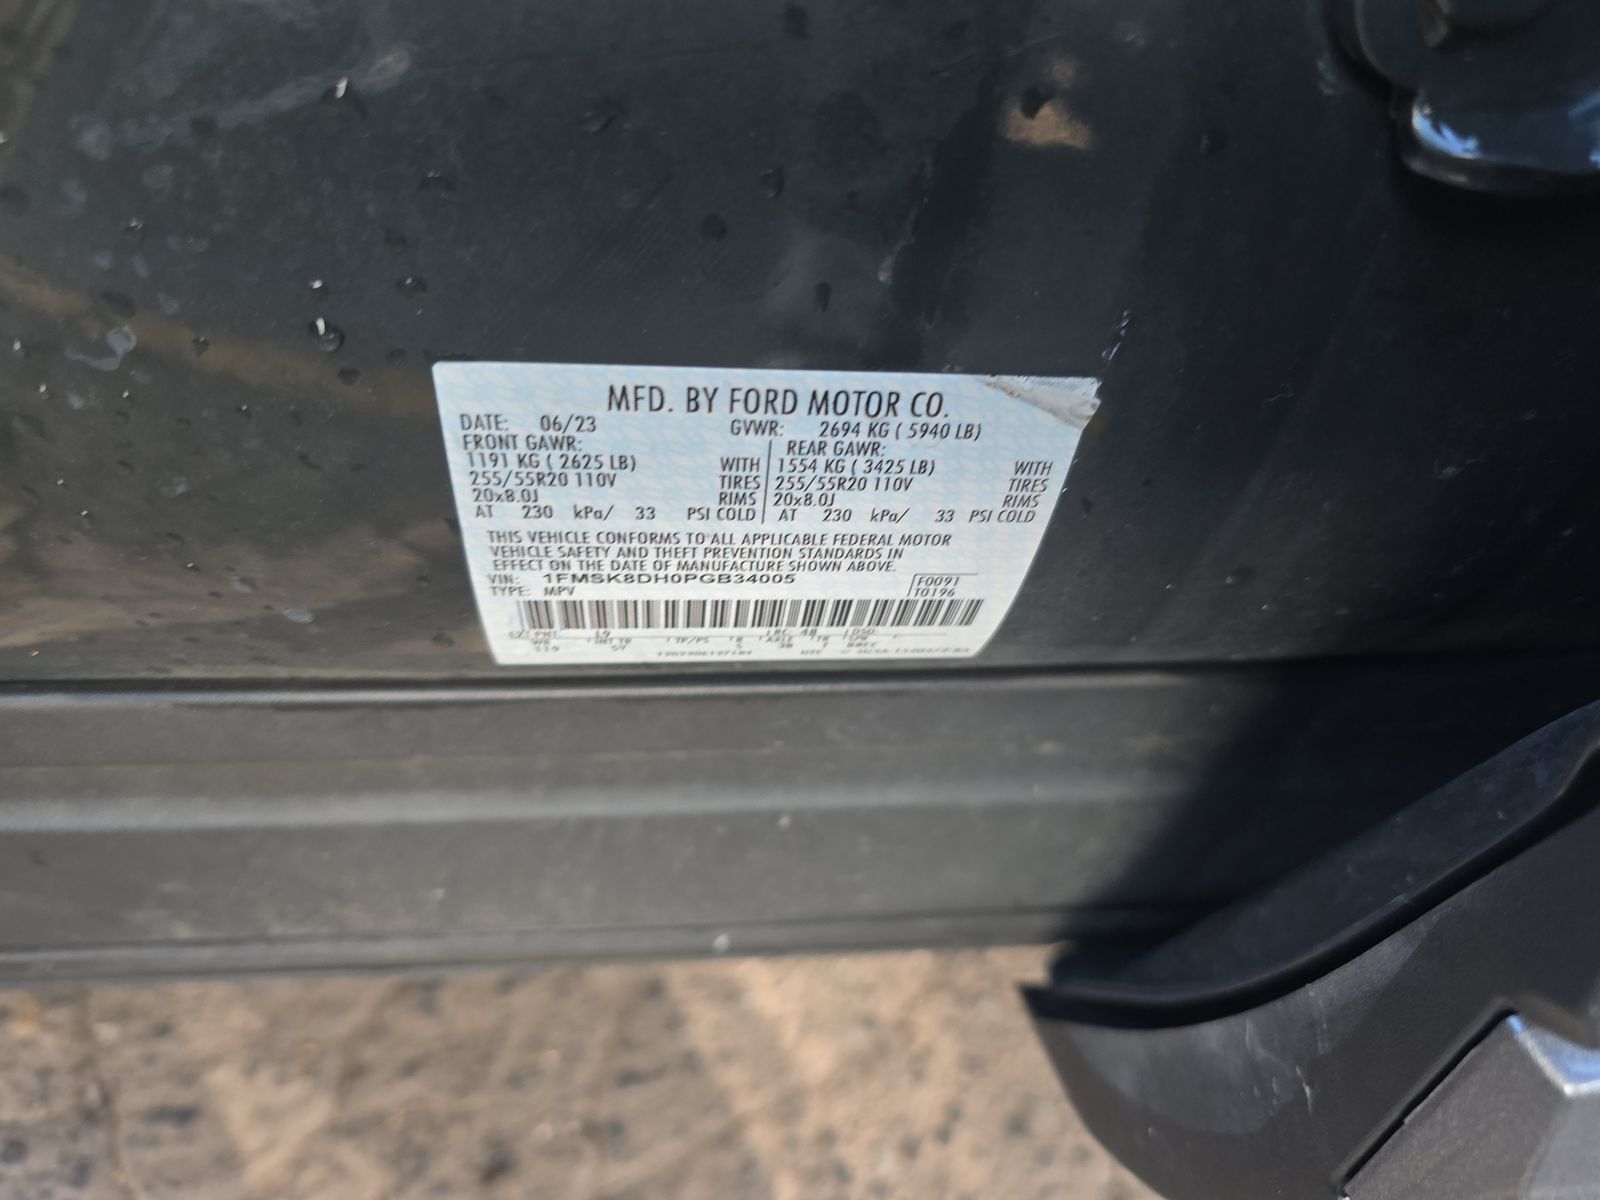 MFD. BY FORD MOTOR CO.
DATE: 06/23 GVWR: 2694 KG ( 5940 LB)
FRONT GAWR: REAR GAWR:
1191 KG ( 2625 LB) WITH 1554 KG ( 3425 LB) WITH
255/55R20 110V TIRES 255/55R20 110V TIRES
20x8.0J RIMS 20x8.0J RIMS
AT 230 kPa/ 33 PSI COLD AT 230 kPa/ 33 PSI COLD
THIS VEHICLE CONFORMS TO ALL APPLICABLE FEDERAL MOTOR
VEHICLE SAFETY AND THEFT PREVENTION STANDARDS IN
EFFECT ON THE DATE OF MANUFACTURE SHOWN ABOVE.
VIN: 1FMSK8DH0PGB34005 F0091
TYPE: MPV T0196
EXT PNT: